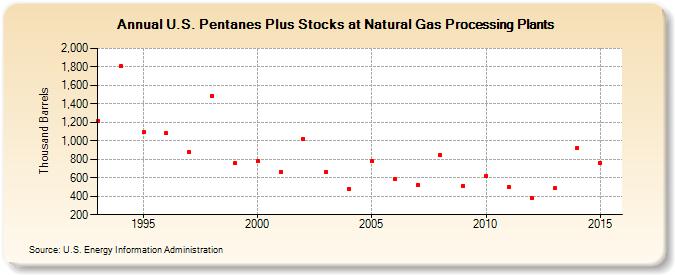 Annual U.S. Pentanes Plus Stocks at Natural Gas Processing Plants
Thousand Barrels
2,000
1,800
1,600
1,400
1,200
1,000
800
600
400
200
1995 2000 2005 2010 2015
Source: U.S. Energy Information Administration